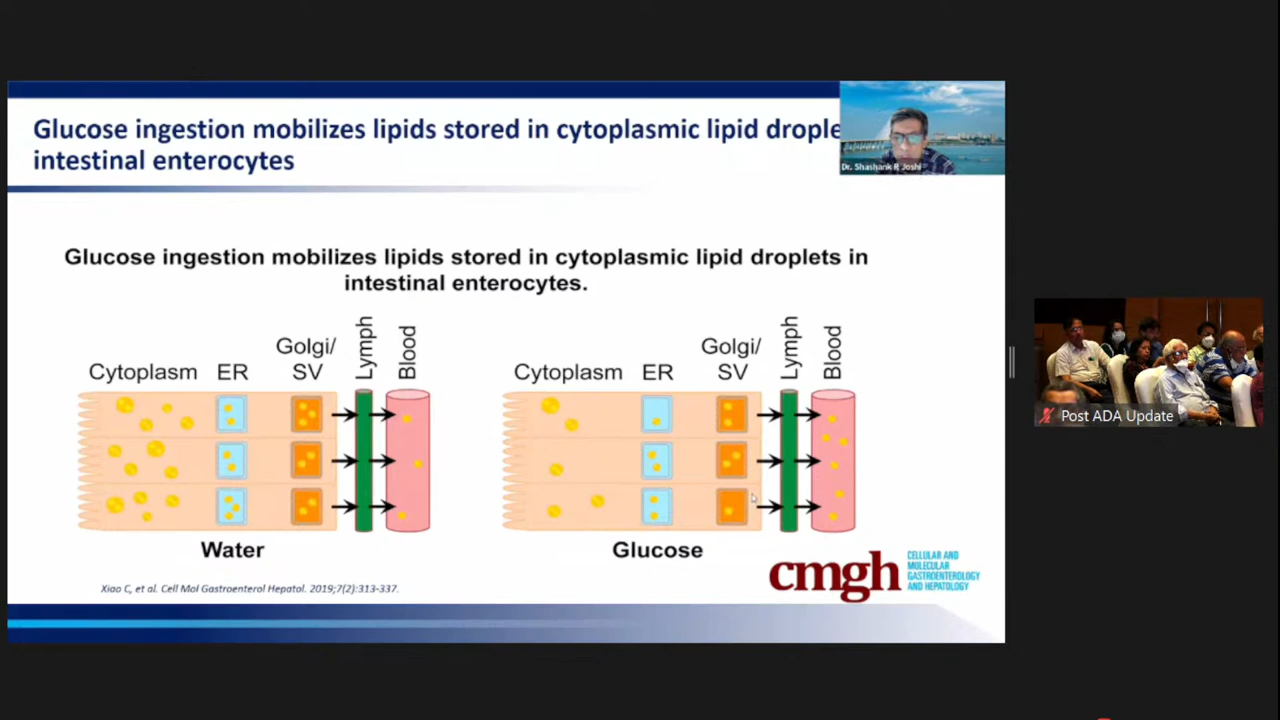 Glucose ingestion mobilizes lipids stored in cytoplasmic lipid drople
intestinal enterocytes
Dr. Shashank R Joshi
Glucose ingestion mobilizes lipids stored in cytoplasmic lipid droplets in
intestinal enterocytes.
Cytoplasm ER Golgi/ SV Lymph Blood
Cytoplasm ER Golgi/ SV Lymph Blood
Water
Glucose
Xiao C, et al. Cell Mol Gastroenterol Hepatol. 2019;7(2):313-337.
cmgh
CELLULAR AND
MOLECULAR
GASTROENTEROLOGY
AND HEPATOLOGY
Post ADA Update